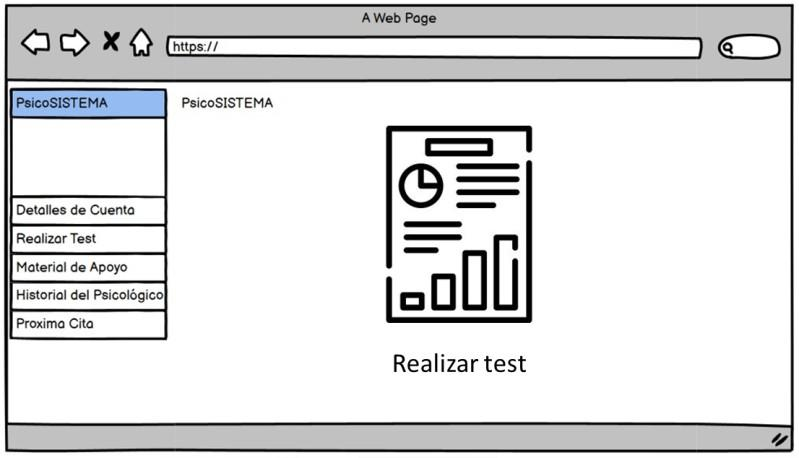 A Web Page
https://
PsicoSISTEMA
PsicoSISTEMA
Detalles de Cuenta
Realizar Test
Material de Apoyo
Historial del Psicológico
Proxima Cita
Realizar test